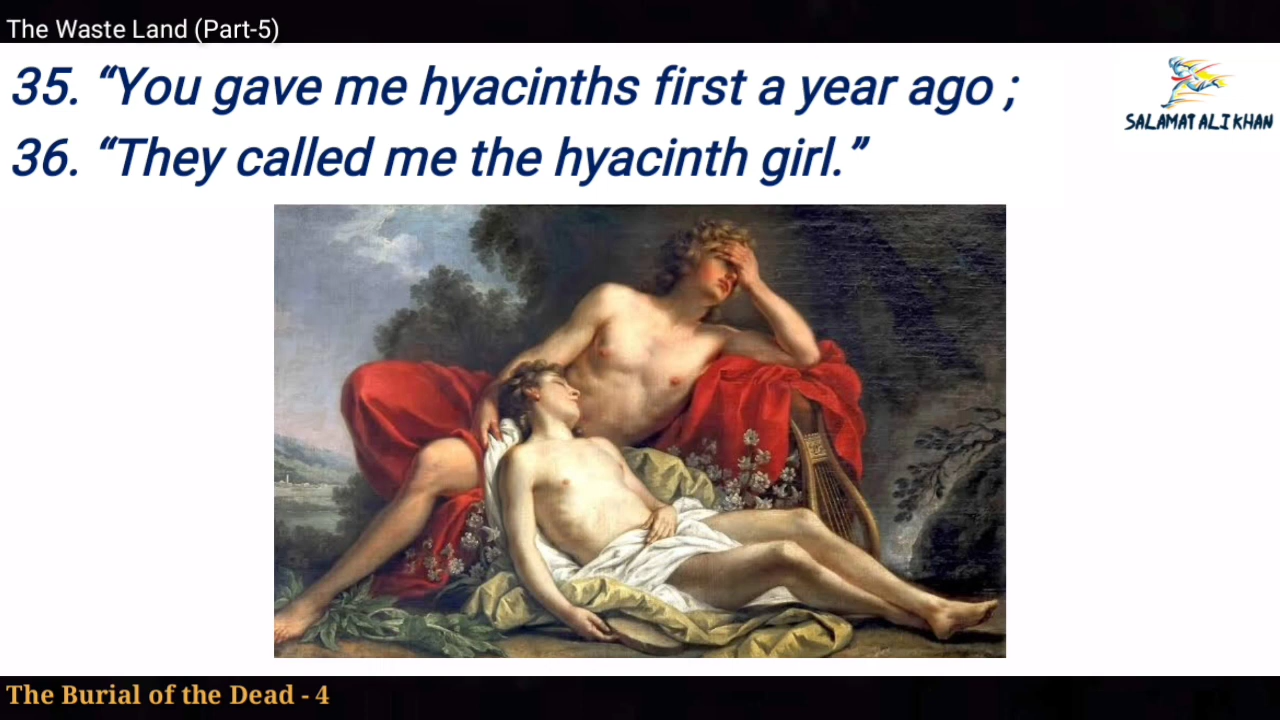 The Waste Land (Part-5)
35. “You gave me hyacinths first a year ago ;
36. “They called me the hyacinth girl.”
SALAMAT ALI KHAN
The Burial of the Dead - 4